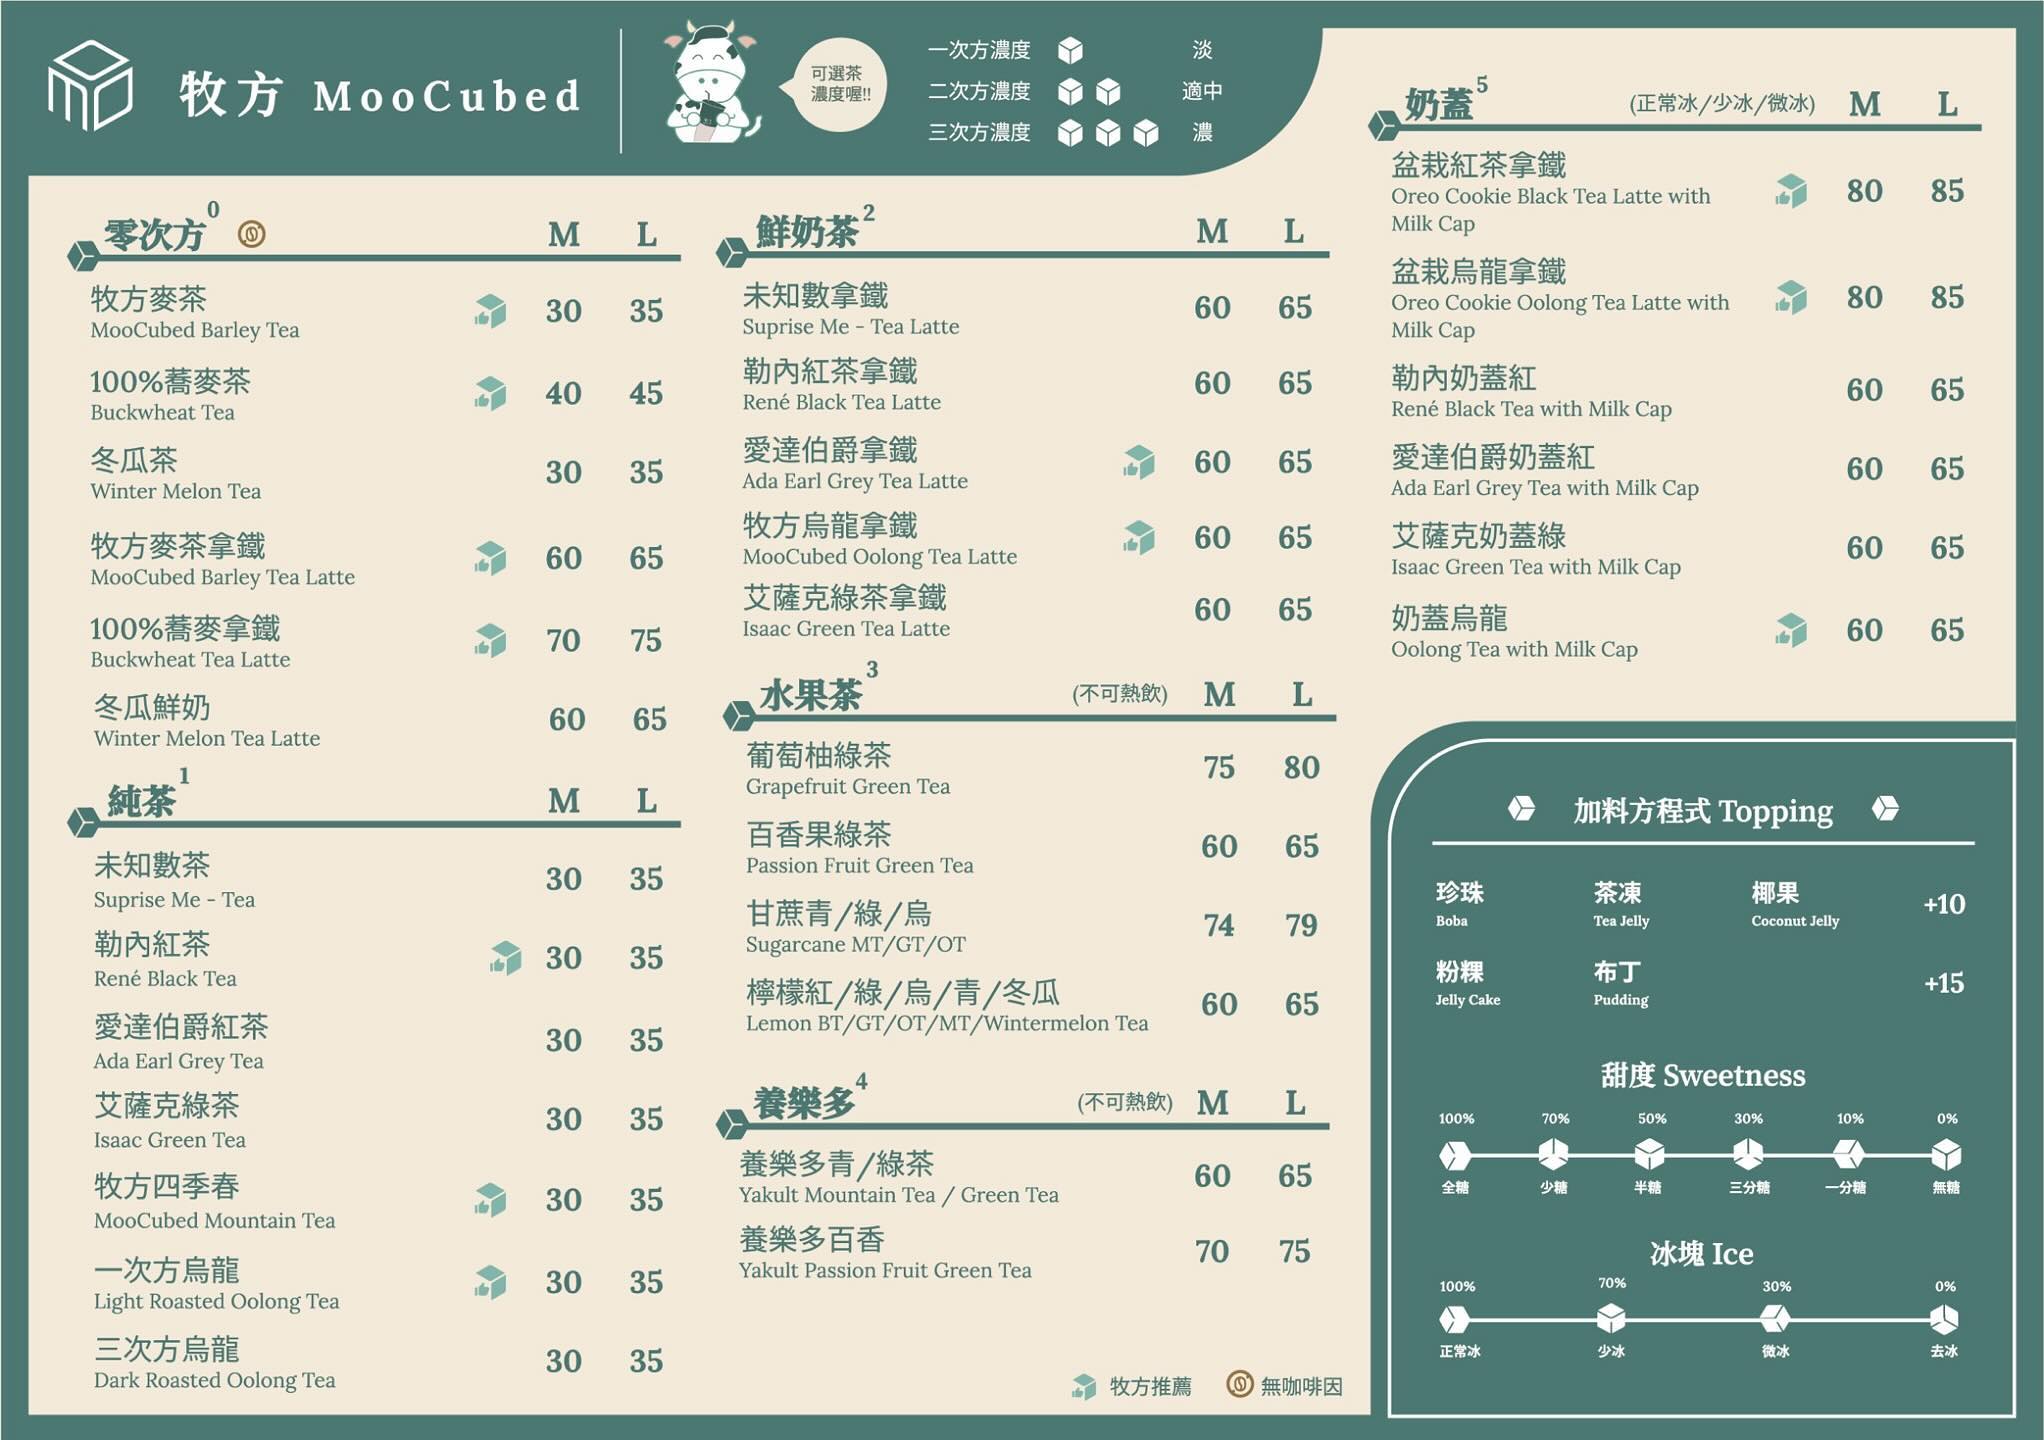 牧方 MooCubed
可選茶
濃度喔!!
一次方濃度 淡
二次方濃度 適中
三次方濃度 濃
零次方⁰ M L
牧方麥茶 30 35
MooCubed Barley Tea
100%蕎麥茶 40 45
Buckwheat Tea
冬瓜茶 30 35
Winter Melon Tea
牧方麥茶拿鐵 60 65
MooCubed Barley Tea Latte
100%蕎麥拿鐵 70 75
Buckwheat Tea Latte
冬瓜鮮奶 60 65
Winter Melon Tea Latte
純茶¹ M L
未知數茶 30 35
Suprise Me - Tea
勒內紅茶 30 35
René Black Tea
愛達伯爵紅茶 30 35
Ada Earl Grey Tea
艾薩克綠茶 30 35
Isaac Green Tea
牧方四季春 30 35
MooCubed Mountain Tea
一次方烏龍 30 35
Light Roasted Oolong Tea
三次方烏龍 30 35
Dark Roasted Oolong Tea
鮮奶茶² M L
未知數拿鐵 60 65
Suprise Me - Tea Latte
勒內紅茶拿鐵 60 65
René Black Tea Latte
愛達伯爵拿鐵 60 65
Ada Earl Grey Tea Latte
牧方烏龍拿鐵 60 65
MooCubed Oolong Tea Latte
艾薩克綠茶拿鐵 60 65
Isaac Green Tea Latte
水果茶³ (不可熱飲) M L
葡萄柚綠茶 75 80
Grapefruit Green Tea
百香果綠茶 60 65
Passion Fruit Green Tea
甘蔗青/綠/烏 74 79
Sugarcane MT/GT/OT
檸檬紅/綠/烏/青/冬瓜 60 65
Lemon BT/GT/OT/MT/Wintermelon Tea
養樂多⁴ (不可熱飲) M L
養樂多青/綠茶 60 65
Yakult Mountain Tea / Green Tea
養樂多百香 70 75
Yakult Passion Fruit Green Tea
牧方推薦 無咖啡因
奶蓋⁵ (正常冰/少冰/微冰) M L
盆栽紅茶拿鐵 80 85
Oreo Cookie Black Tea Latte with
Milk Cap
盆栽烏龍拿鐵 80 85
Oreo Cookie Oolong Tea Latte with
Milk Cap
勒內奶蓋紅 60 65
René Black Tea with Milk Cap
愛達伯爵奶蓋紅 60 65
Ada Earl Grey Tea with Milk Cap
艾薩克奶蓋綠 60 65
Isaac Green Tea with Milk Cap
奶蓋烏龍 60 65
Oolong Tea with Milk Cap
加料方程式 Topping
珍珠 茶凍 椰果 +10
Boba Tea Jelly Coconut Jelly
粉粿 布丁 +15
Jelly Cake Pudding
甜度 Sweetness
100% 70% 50% 30% 10% 0%
全糖 少糖 半糖 三分糖 一分糖 無糖
冰塊 Ice
100% 70% 30% 0%
正常冰 少冰 微冰 去冰